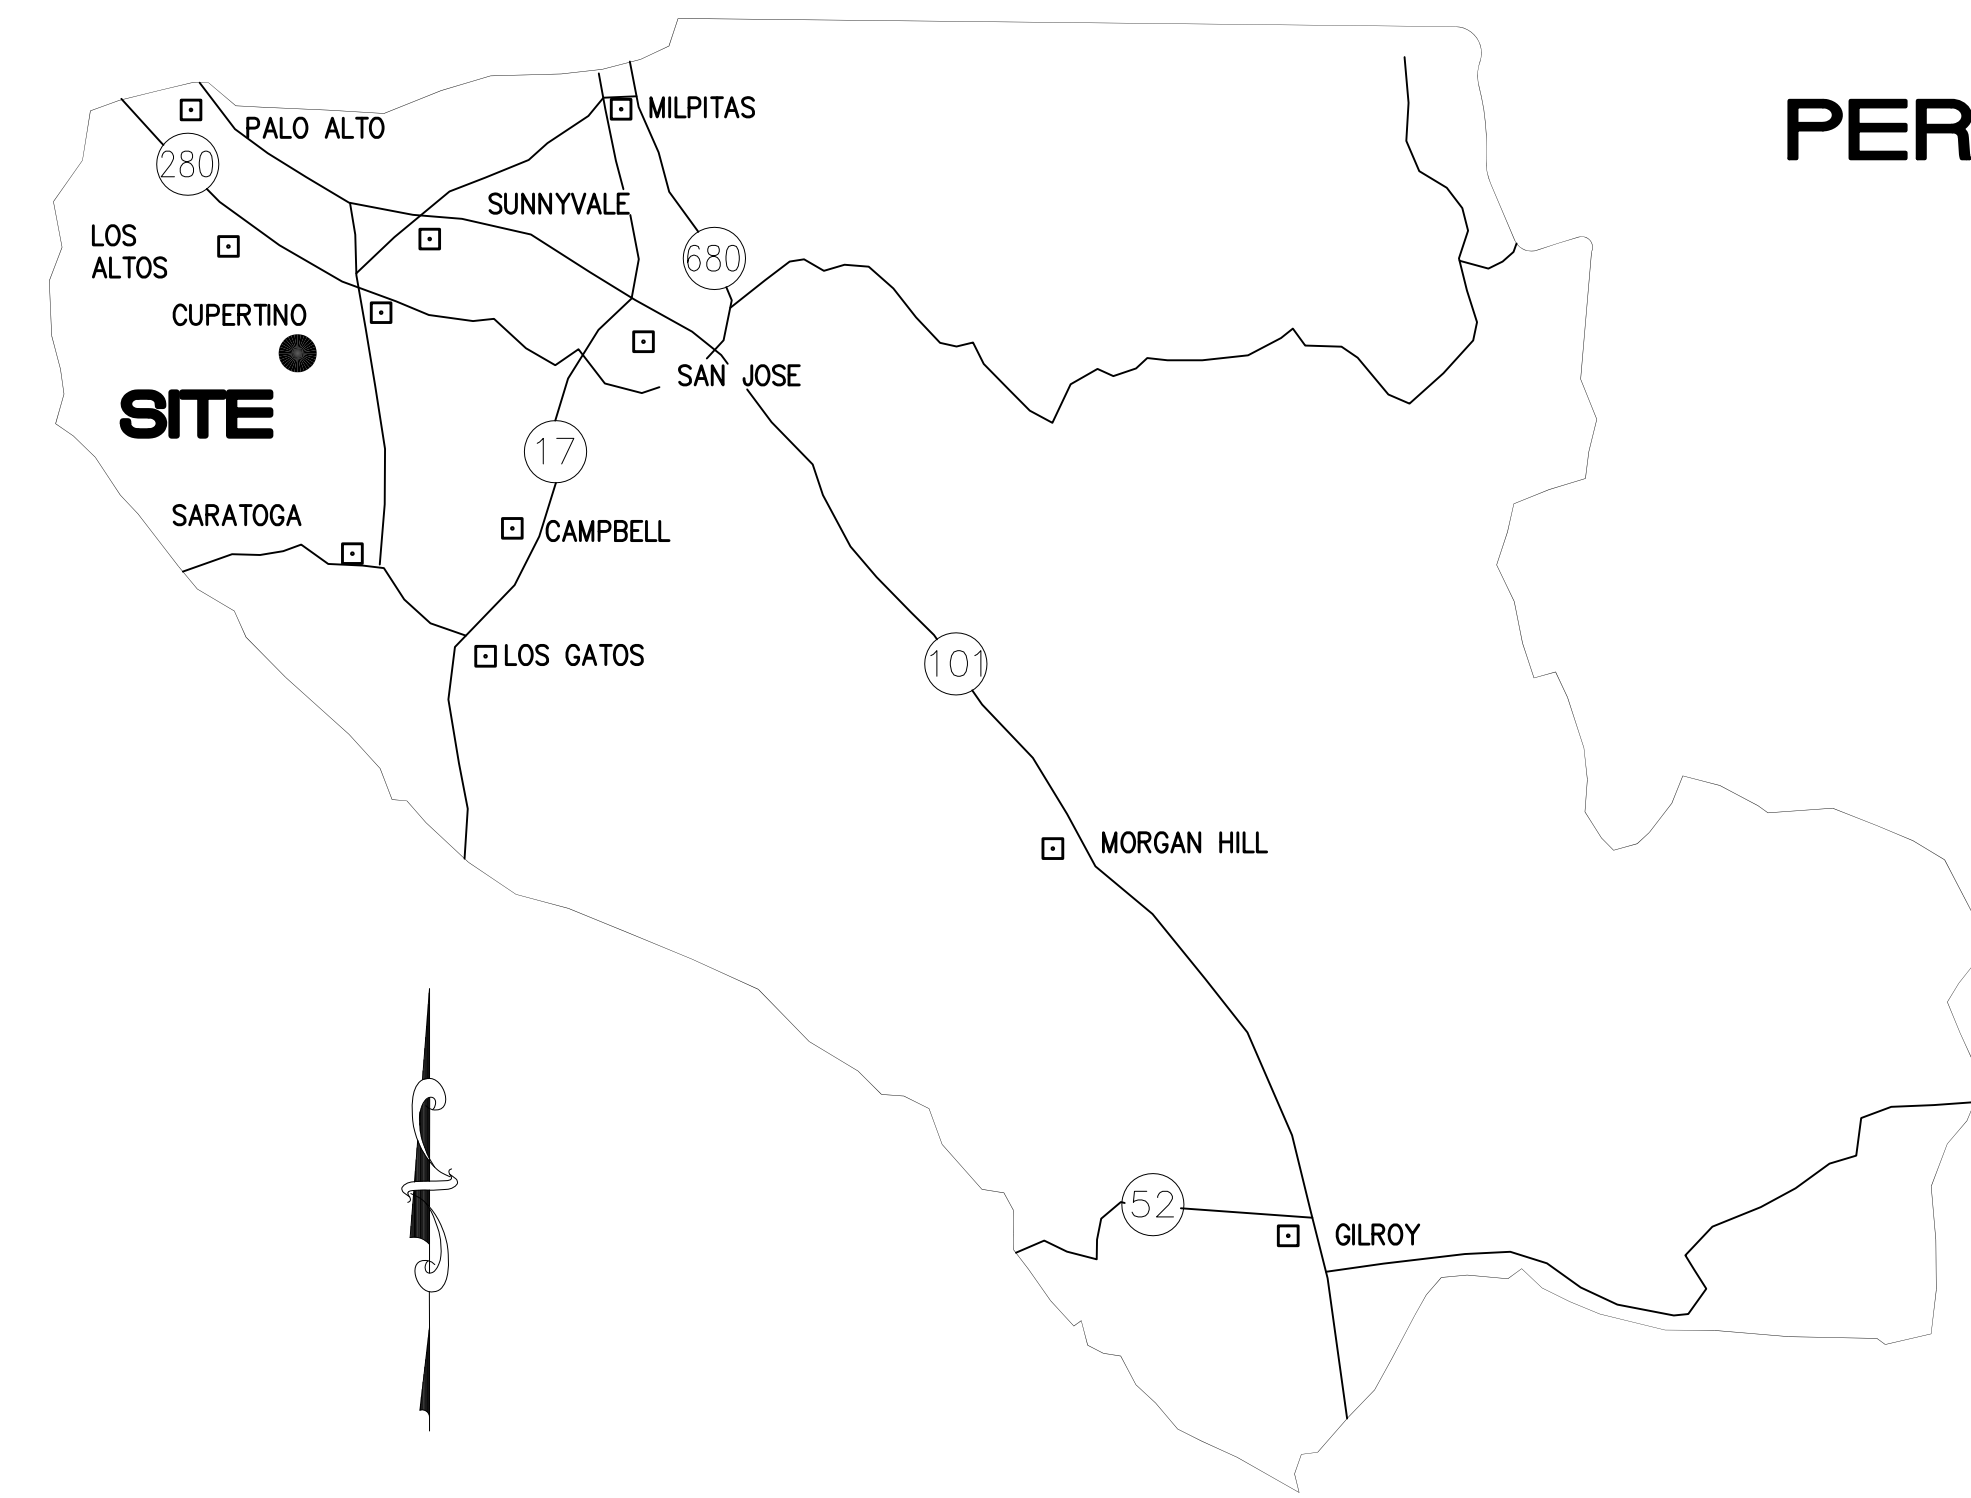 MILPITAS
PER
PALO ALTO
280
SUNNYVALE
LOS
ALTOS
680
CUPERTINO
SAN JOSE
SITE
17
SARATOGA
CAMPBELL
LOS GATOS
101
MORGAN HILL
52
GILROY